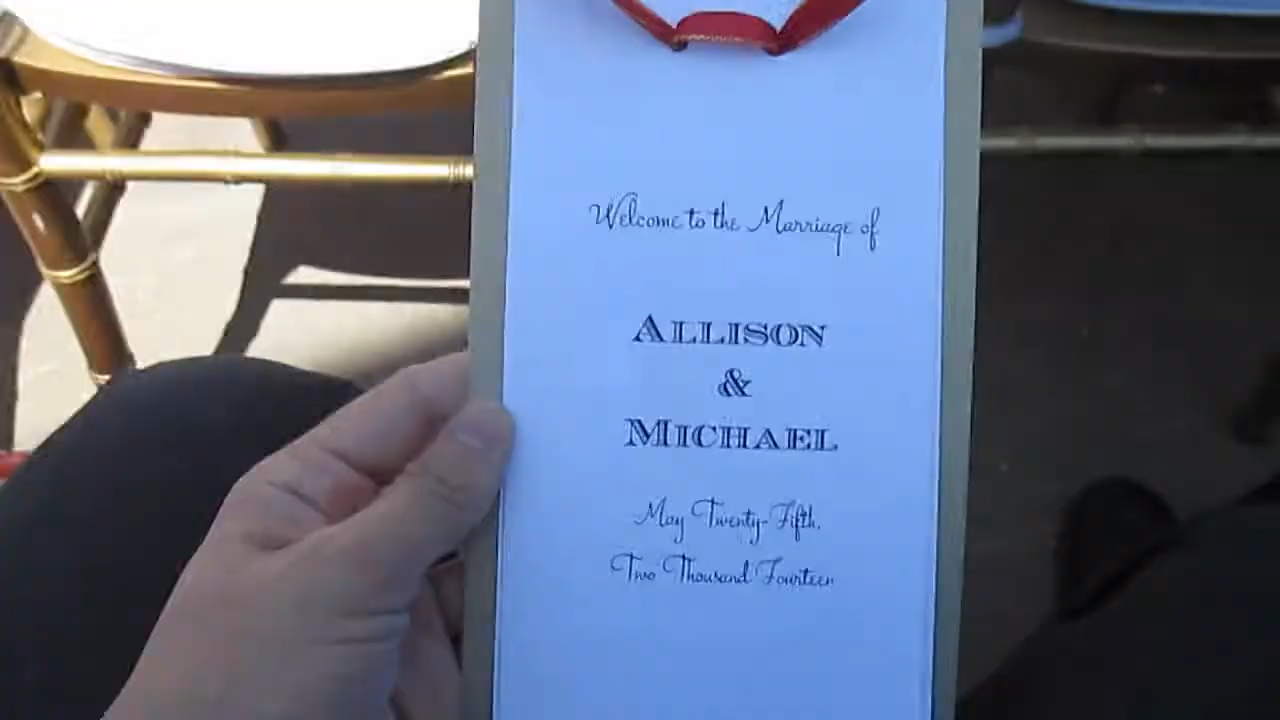 Welcome to the Marriage of
ALLISON
&
MICHAEL
May Twenty-Fifth,
Two Thousand Fourteen